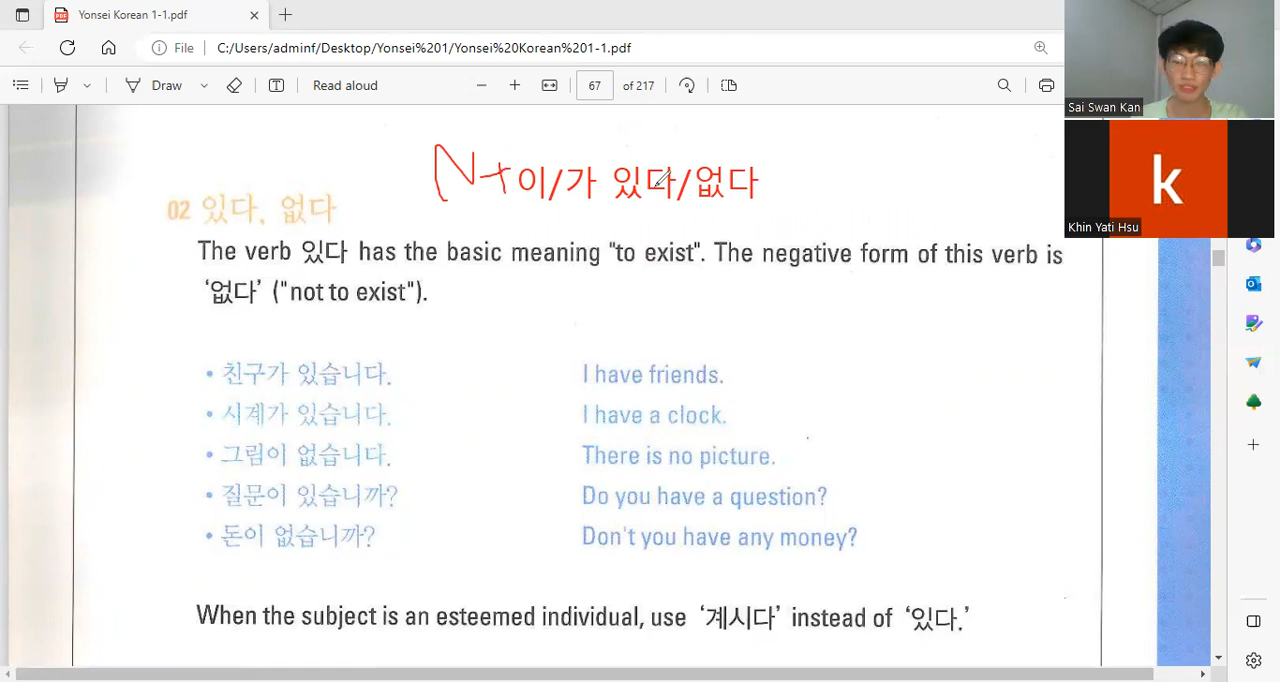 Yonsei Korean 1-1.pdf
File C:/Users/adminf/Desktop/Yonsei%201/Yonsei%20Korean%201-1.pdf
Draw Read aloud 67 of 217
Sai Swan Kan
k
Khin Yati Hsu
N+이/가 있다/없다
02 있다, 없다
The verb 있다 has the basic meaning "to exist". The negative form of this verb is
‘없다’ ("not to exist").
• 친구가 있습니다. I have friends.
• 시계가 있습니다. I have a clock.
• 그림이 없습니다. There is no picture.
• 질문이 있습니까? Do you have a question?
• 돈이 없습니까? Don't you have any money?
When the subject is an esteemed individual, use ‘계시다’ instead of ‘있다.’